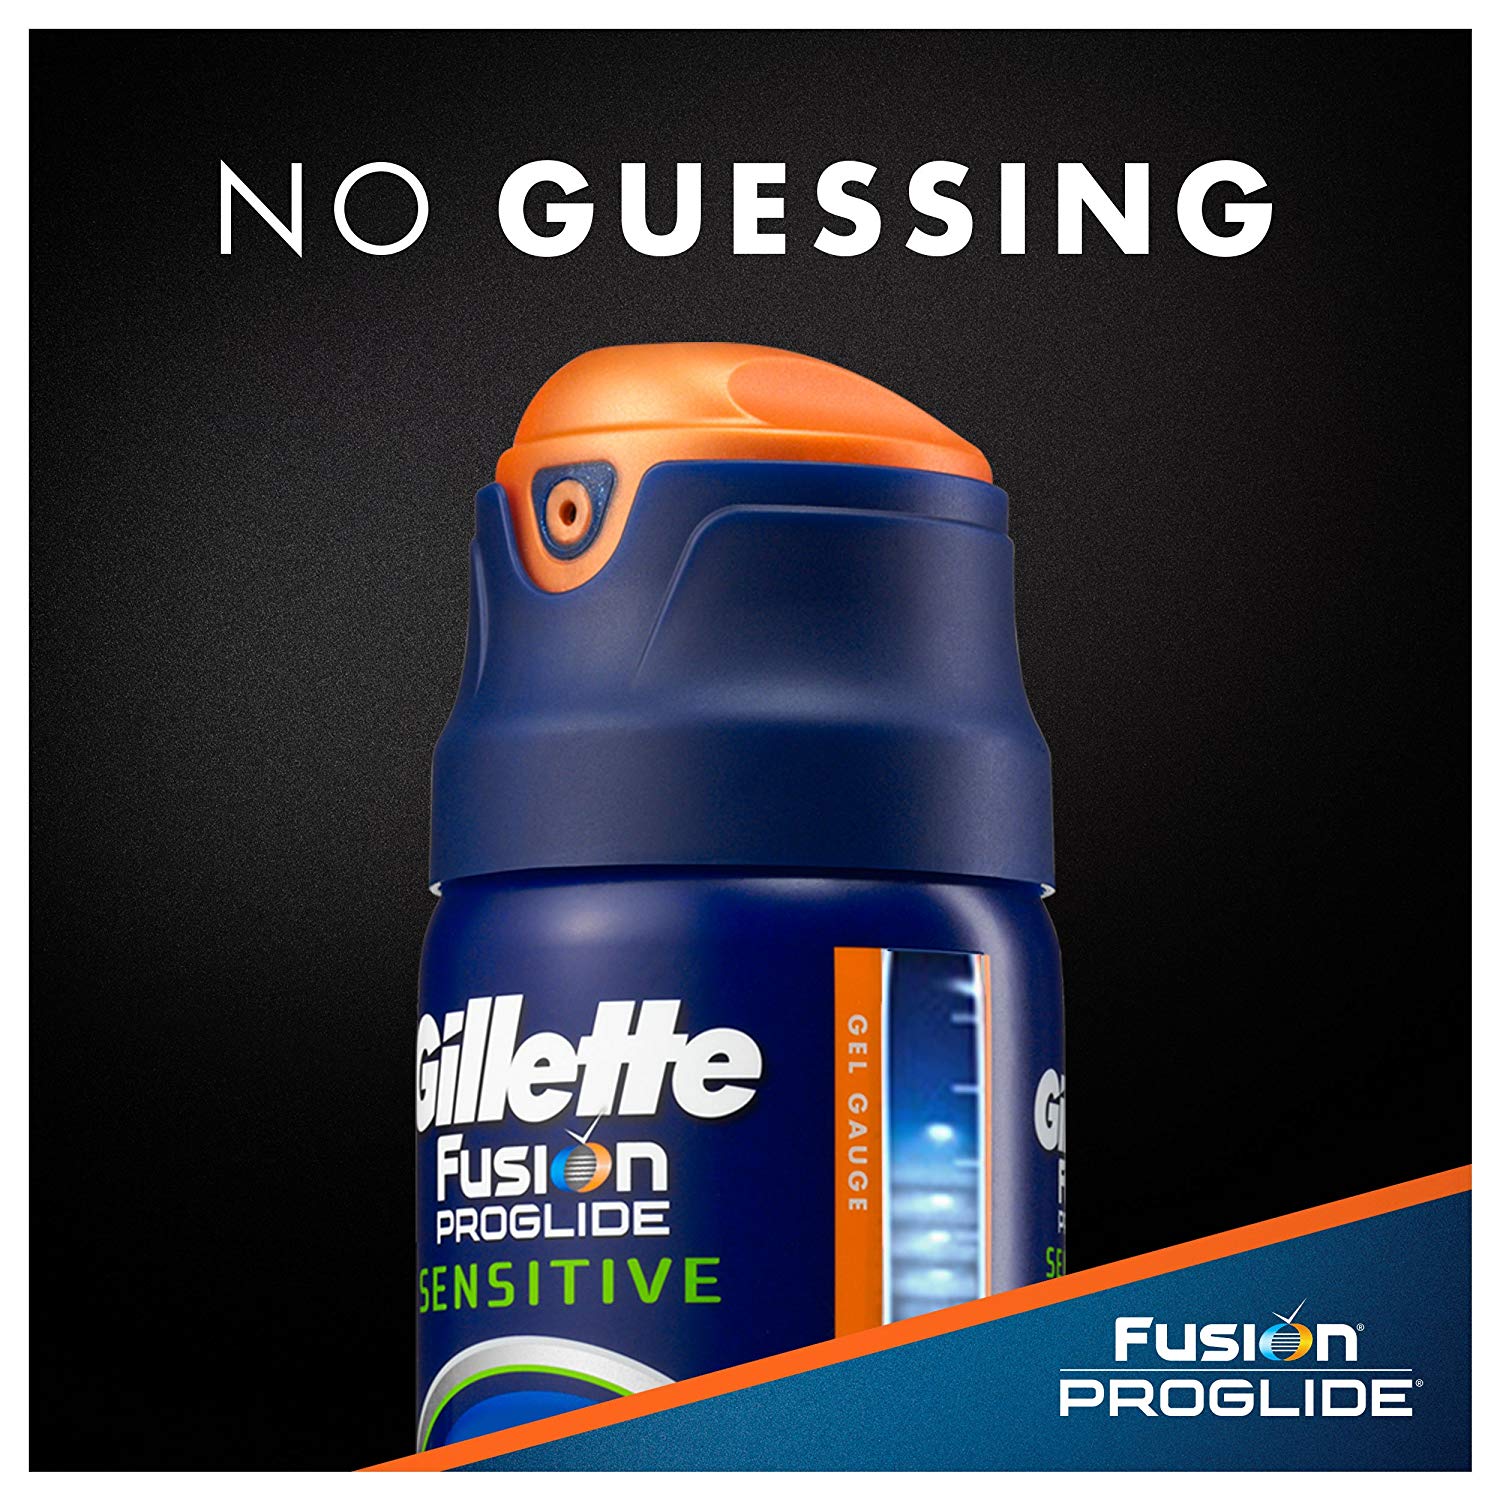 NO GUESSING
GEL GAUGE
Gillette
FUSION
PROGLIDE
SENSITIVE
FUSION®
PROGLIDE®